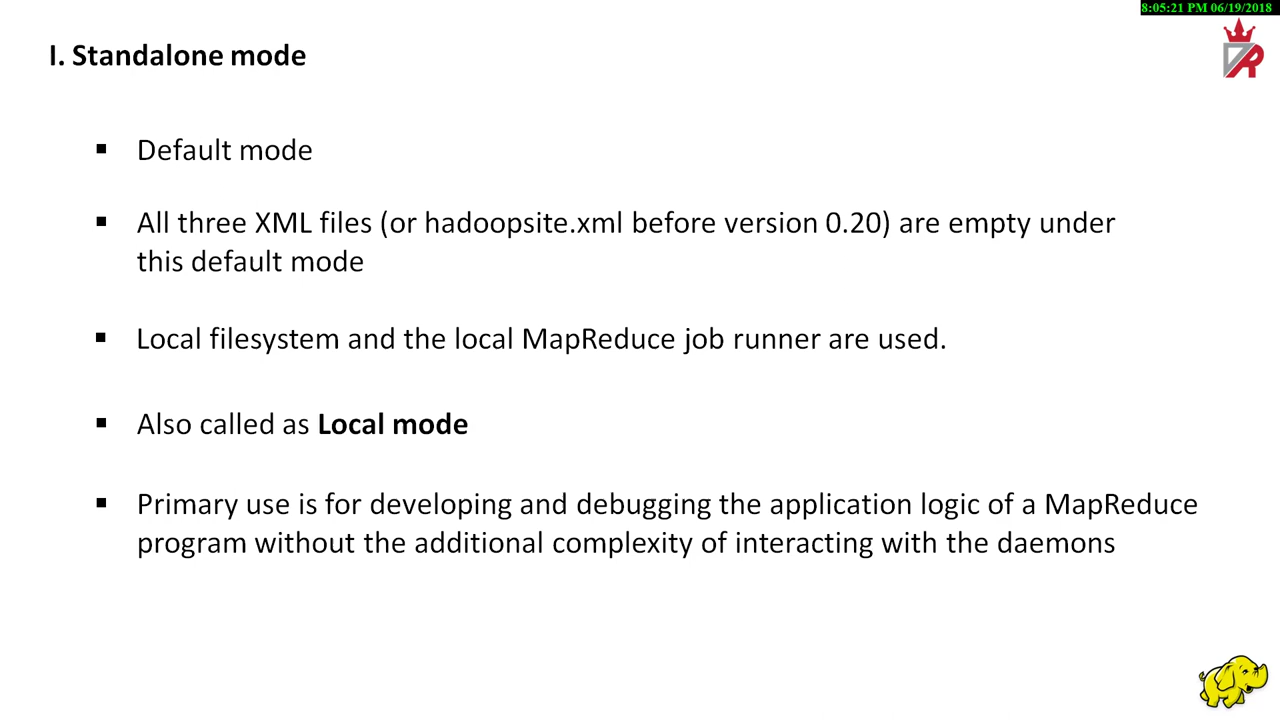 8:05:21 PM 06/19/2018
I. Standalone mode
▪ Default mode
▪ All three XML files (or hadoopsite.xml before version 0.20) are empty under
this default mode
▪ Local filesystem and the local MapReduce job runner are used.
▪ Also called as Local mode
▪ Primary use is for developing and debugging the application logic of a MapReduce
program without the additional complexity of interacting with the daemons